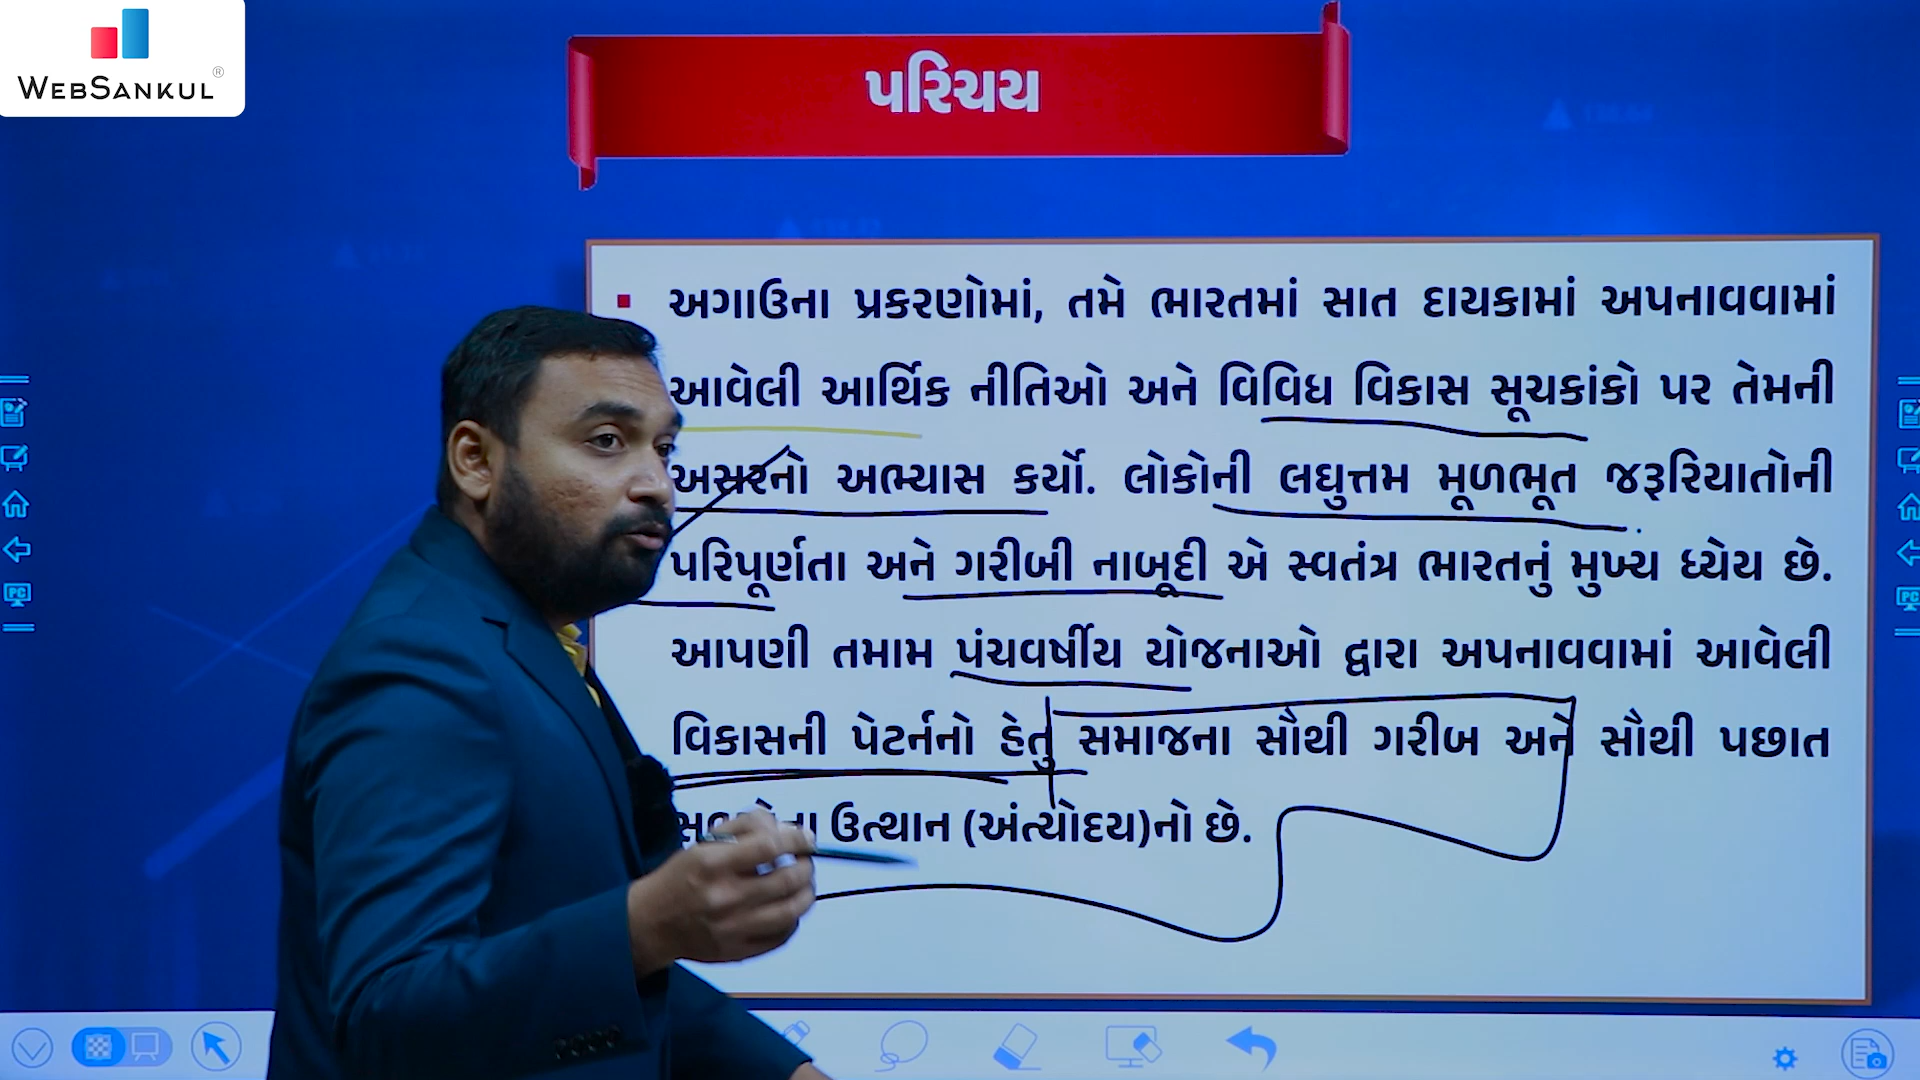 WEBSANKUL®
પરિચય
અગાઉના પ્રકરણોમાં, તમે ભારતમાં સાત દાયકામાં અપનાવવામાં
આવેલી આર્થિક નીતિઓ અને વિવિધ વિકાસ સૂચકાંકો પર તેમની
અસરનો અભ્યાસ કર્યો. લોકોની લઘુત્તમ મૂળભૂત જરૂરિયાતોની
પરિપૂર્ણતા અને ગરીબી નાબૂદી એ સ્વતંત્ર ભારતનું મુખ્ય ધ્યેય છે.
આપણી તમામ પંચવર્ષીય યોજનાઓ દ્વારા અપનાવવામાં આવેલી
વિકાસની પેટર્નનો હેતુ સમાજના સૌથી ગરીબ અને સૌથી પછાત
ઉત્થાન (અંત્યોદય)નો છે.
PC
PC